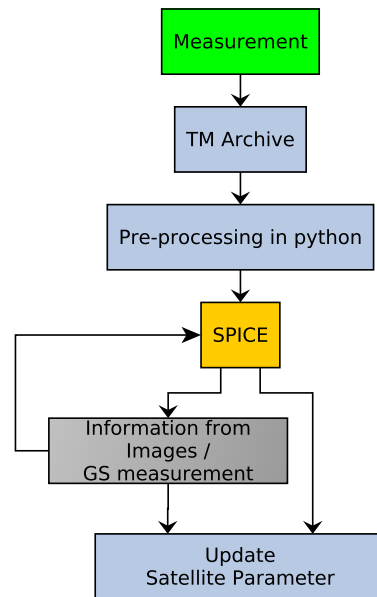 Measurement
TM Archive
Pre-processing in python
SPICE
Information from
Images /
GS measurement
Update
Satellite Parameter